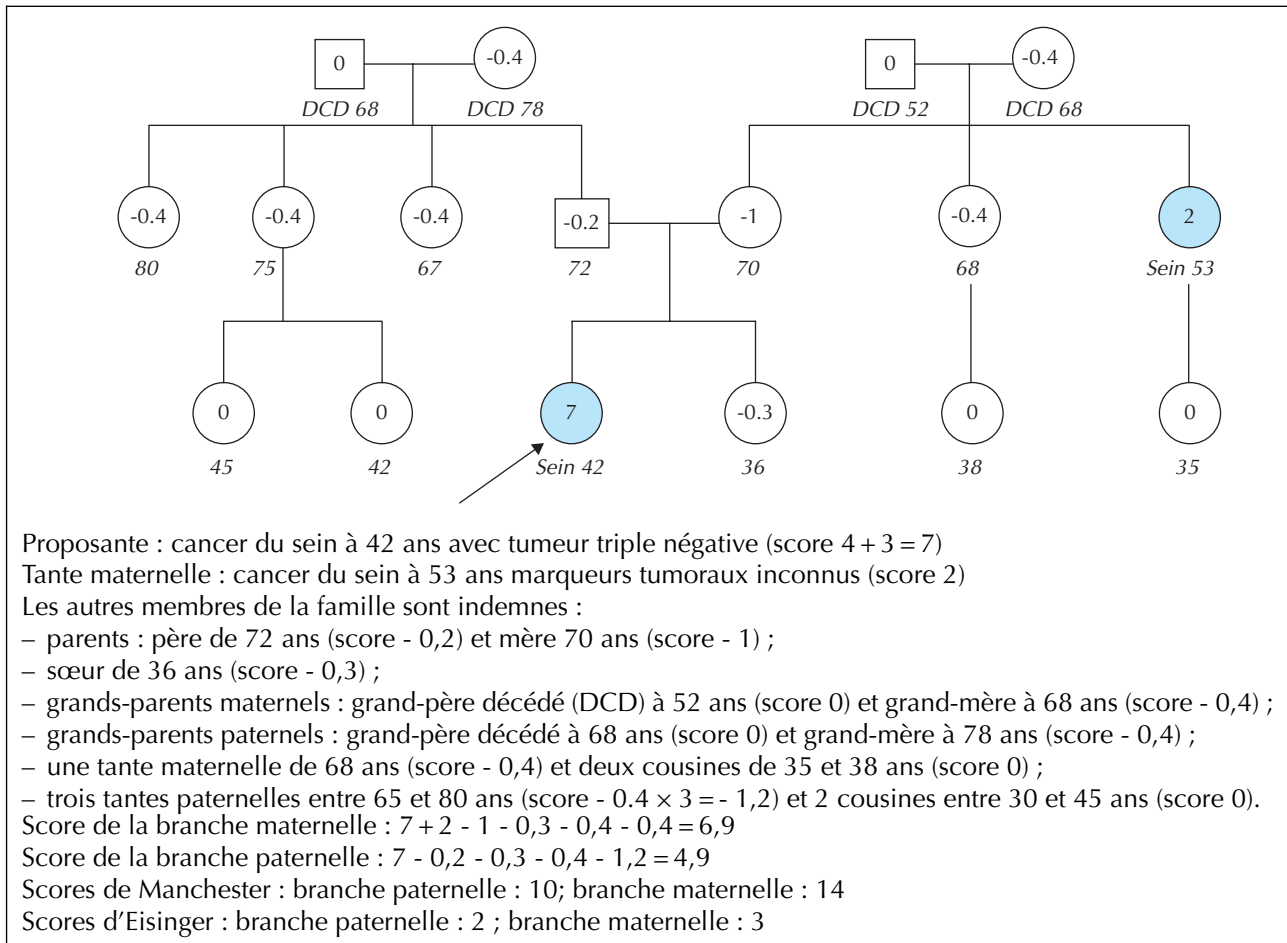 0 -0.4 0 -0.4
DCD 68 DCD 78 DCD 52 DCD 68
-0.4 -0.4 -0.4 -0.2 -1 -0.4 2
80 75 67 72 70 68 Sein 53
0 0 7 -0.3 0 0
45 42 Sein 42 36 38 35
Proposante : cancer du sein à 42 ans avec tumeur triple négative (score 4 + 3 = 7)
Tante maternelle : cancer du sein à 53 ans marqueurs tumoraux inconnus (score 2)
Les autres membres de la famille sont indemnes :
– parents : père de 72 ans (score - 0,2) et mère 70 ans (score - 1) ;
– sœur de 36 ans (score - 0,3) ;
– grands-parents maternels : grand-père décédé (DCD) à 52 ans (score 0) et grand-mère à 68 ans (score - 0,4) ;
– grands-parents paternels : grand-père décédé à 68 ans (score 0) et grand-mère à 78 ans (score - 0,4) ;
– une tante maternelle de 68 ans (score - 0,4) et deux cousines de 35 et 38 ans (score 0) ;
– trois tantes paternelles entre 65 et 80 ans (score - 0.4 × 3 = - 1,2) et 2 cousines entre 30 et 45 ans (score 0).
Score de la branche maternelle : 7 + 2 - 1 - 0,3 - 0,4 - 0,4 = 6,9
Score de la branche paternelle : 7 - 0,2 - 0,3 - 0,4 - 1,2 = 4,9
Scores de Manchester : branche paternelle : 10; branche maternelle : 14
Scores d'Eisinger : branche paternelle : 2 ; branche maternelle : 3